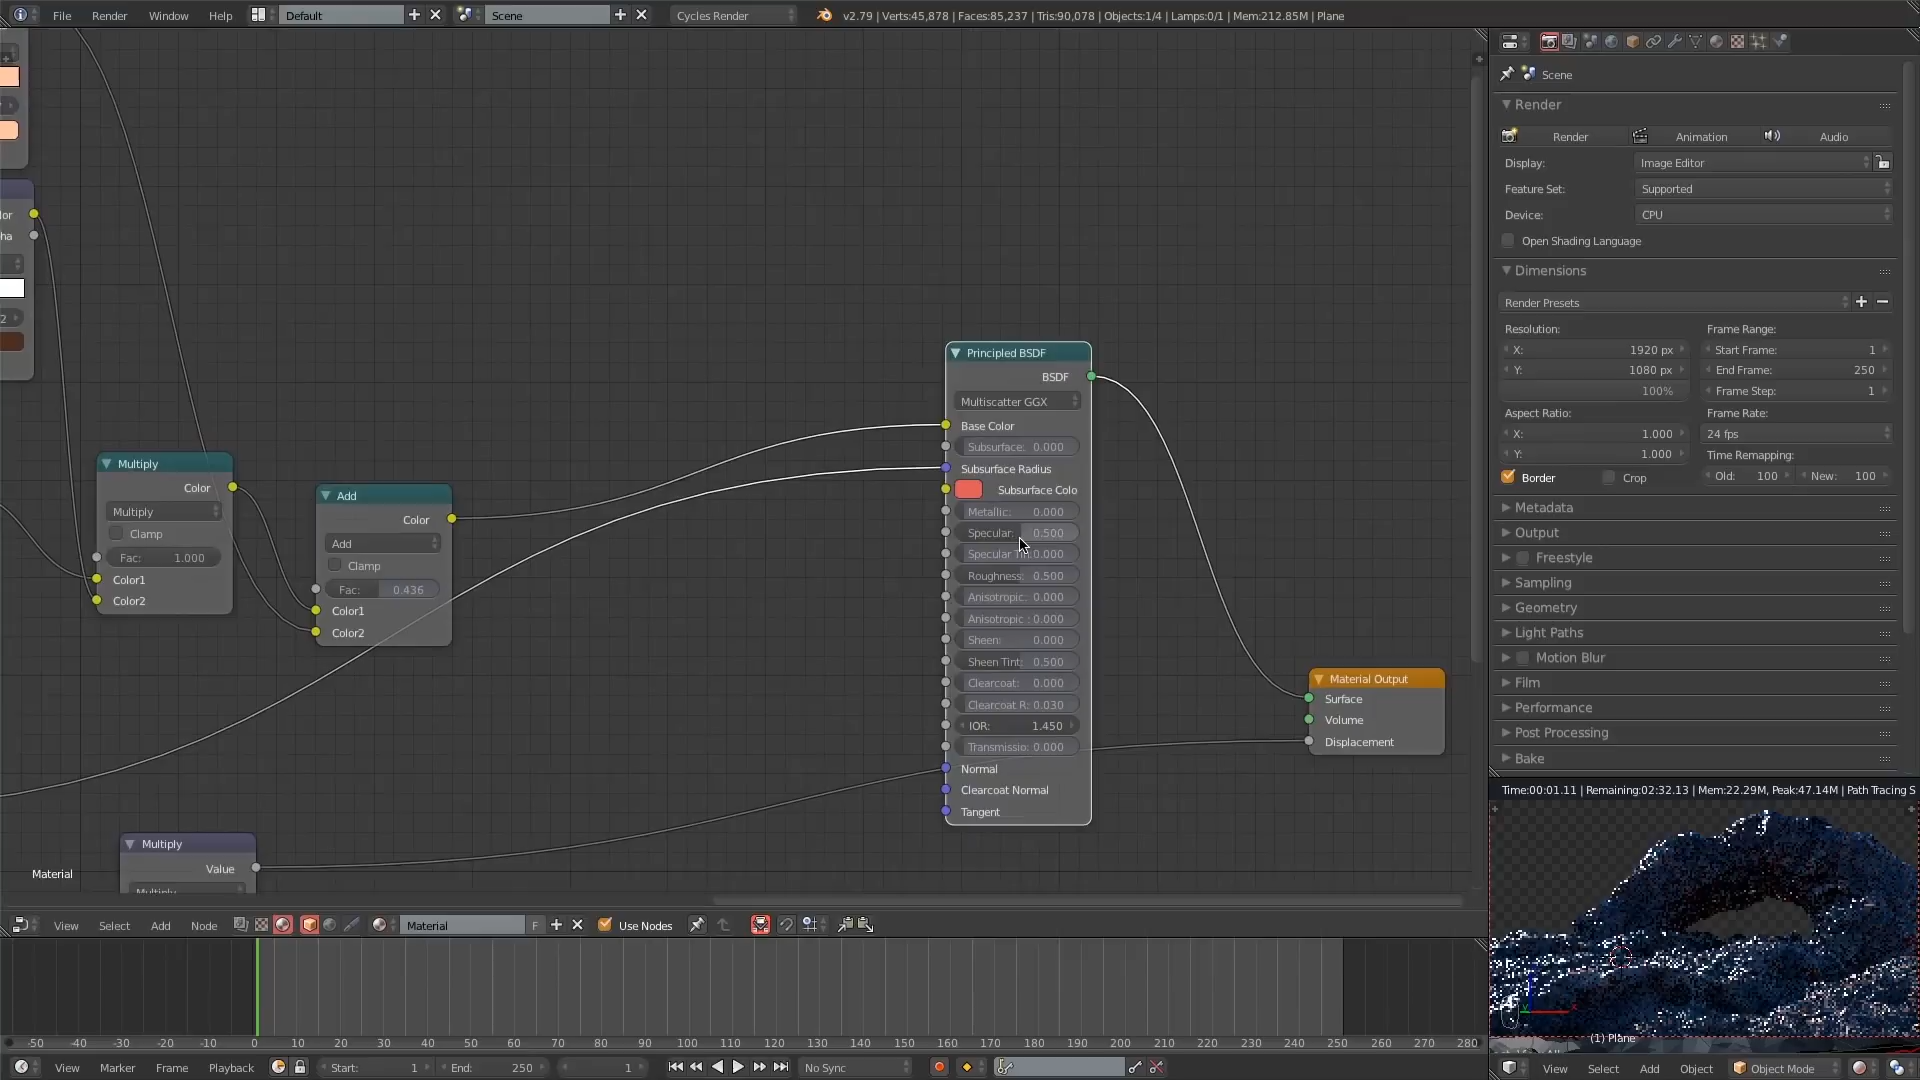 File Render Window Help Default Scene Cycles Render v2.79 | Verts:45,878 | Faces:85,237 | Tris:90,078 | Objects:1/4 | Lamps:0/1 | Mem:212.85M | Plane
lor
ha
2
Multiply
Color
Multiply
Clamp
Fac: 1.000
Color1
Color2
Add
Color
Add
Clamp
Fac: 0.436
Color1
Color2
Principled BSDF
BSDF
Multiscatter GGX
Base Color
Subsurface: 0.000
Subsurface Radius
Subsurface Colo
Metallic: 0.000
Specular: 0.500
Specular 0.000
Roughness: 0.500
Anisotropic: 0.000
Anisotropic : 0.000
Sheen: 0.000
Sheen Tint: 0.500
Clearcoat: 0.000
Clearcoat R: 0.030
IOR: 1.450
Transmissio: 0.000
Normal
Clearcoat Normal
Tangent
Material Output
Surface
Volume
Displacement
Multiply
Value
Multiply
Material
View Select Add Node Material F Use Nodes
-50 -40 -30 -20 -10 0 10 20 30 40 50 60 70 80 90 100 110 120 130 140 150 160 170 180 190 200 210 220 230 240 250 260 270 280
View Marker Frame Playback Start: 1 End: 250 1 No Sync
Scene
Render
Render Animation Audio
Display: Image Editor
Feature Set: Supported
Device: CPU
Open Shading Language
Dimensions
Render Presets
Resolution: Frame Range:
X: 1920 px Start Frame: 1
Y: 1080 px End Frame: 250
100% Frame Step: 1
Aspect Ratio: Frame Rate:
X: 1.000 24 fps
Y: 1.000 Time Remapping:
Border Crop Old: 100 New: 100
Metadata
Output
Freestyle
Sampling
Geometry
Light Paths
Motion Blur
Film
Performance
Post Processing
Bake
Time:00:01.11 | Remaining:02:32.13 | Mem:22.29M, Peak:47.14M | Path Tracing S
(1) Plane
View Select Add Object Object Mode